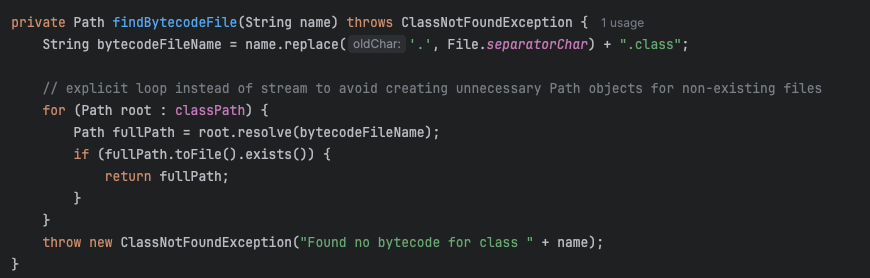 private Path findBytecodeFile(String name) throws ClassNotFoundException {  1 usage
    String bytecodeFileName = name.replace( oldChar: '.', File.separatorChar) + ".class";

    // explicit loop instead of stream to avoid creating unnecessary Path objects for non-existing files
    for (Path root : classPath) {
        Path fullPath = root.resolve(bytecodeFileName);
        if (fullPath.toFile().exists()) {
            return fullPath;
        }
    }
    throw new ClassNotFoundException("Found no bytecode for class " + name);
}